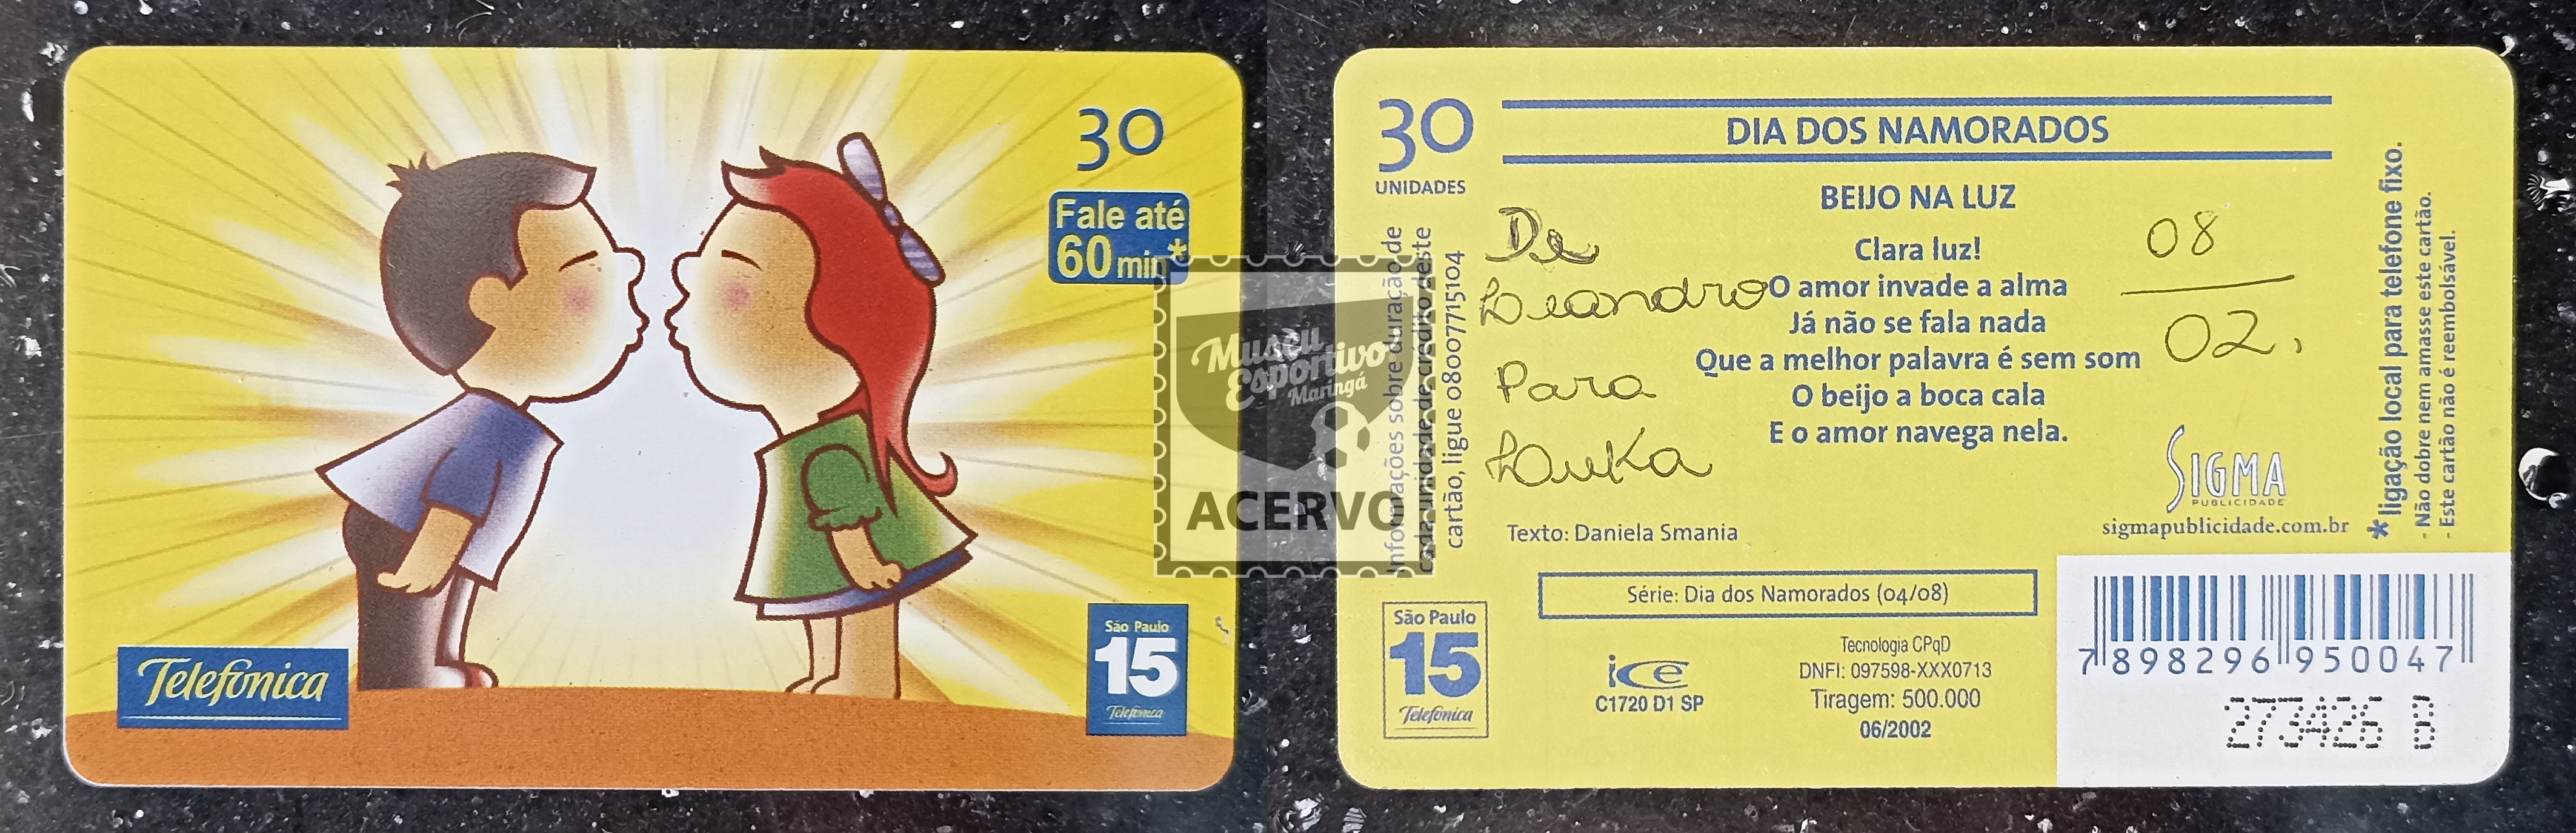 30
Fale até
60 min*
Telefônica
São Paulo
15
Telefônica
Museu
Esportivo
Maringá
ACERVO
30
UNIDADES
DIA DOS NAMORADOS
BEIJO NA LUZ
Clara luz!
O amor invade a alma
Já não se fala nada
Que a melhor palavra é sem som
O beijo a boca cala
E o amor navega nela.
De
Leandro
Para
Luka
08
02.
Informações sobre duração de
cada unidade de crédito deste
cartão, ligue 08007715104
Texto: Daniela Smania
SIGMA
PUBLICIDADE
sigmapublicidade.com.br
* ligação local para telefone fixo.
- Não dobre nem amasse este cartão.
- Este cartão não é reembolsável.
Série: Dia dos Namorados (04/08)
São Paulo
15
Telefônica
ice
C1720 D1 SP
Tecnologia CPqD
DNFI: 097598-XXX0713
Tiragem: 500.000
06/2002
7 898296 950047
273426 B